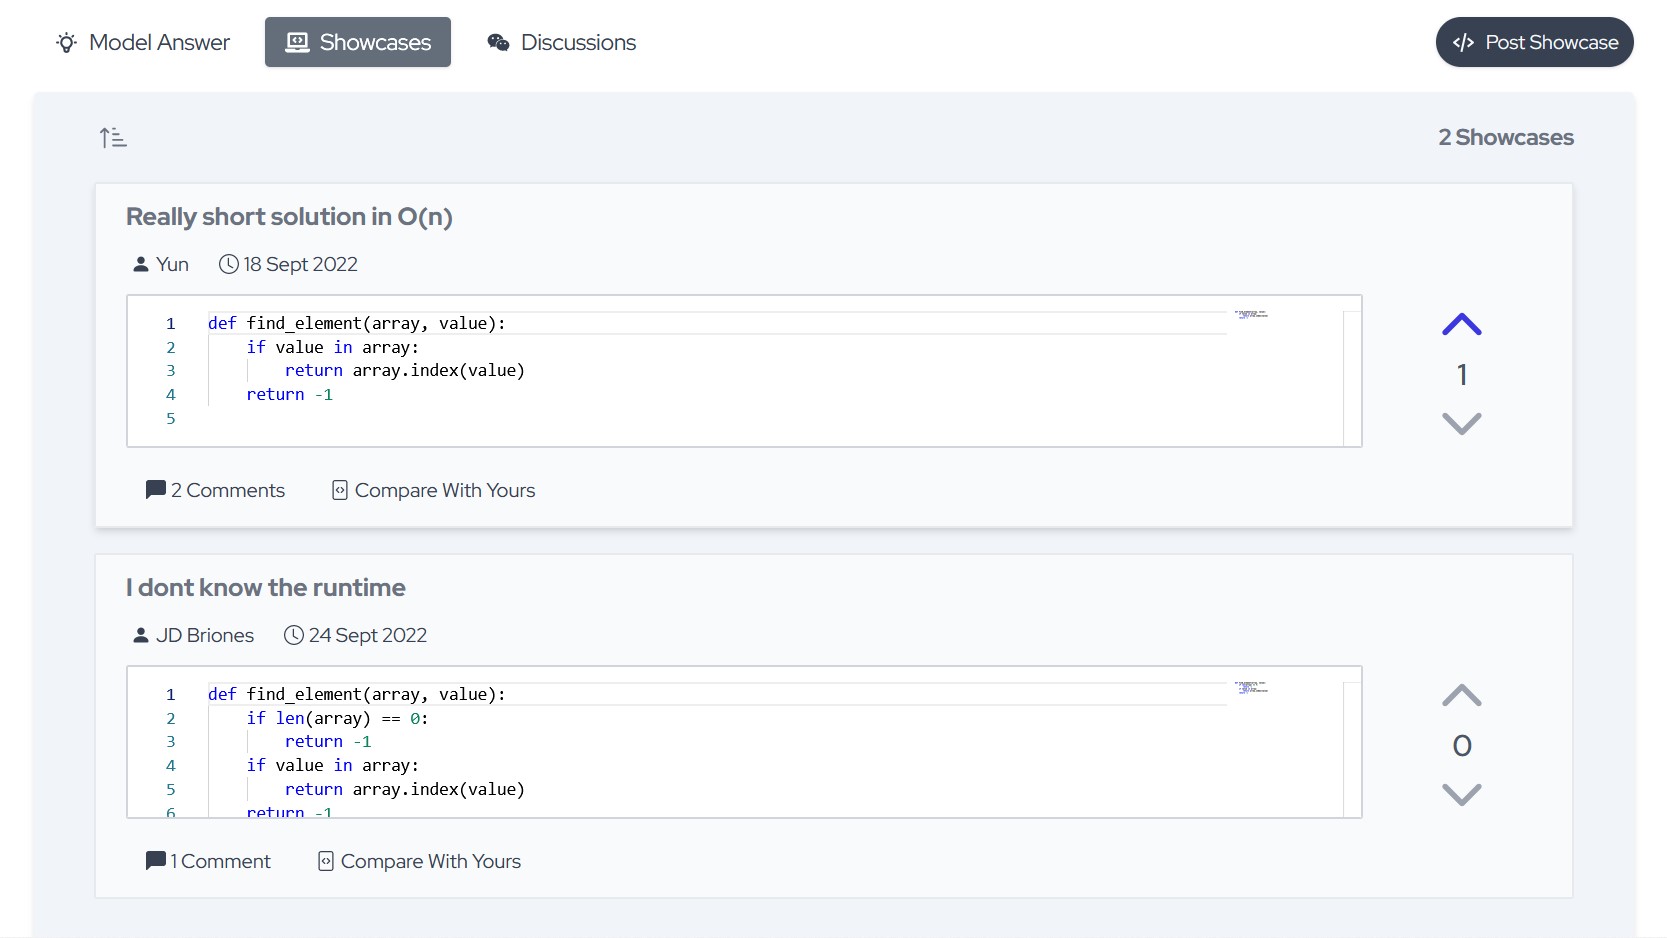 Model Answer
Showcases
Discussions
Post Showcase
2 Showcases
Really short solution in O(n)
Yun 18 Sept 2022
1 def find_element(array, value):
2     if value in array:
3         return array.index(value)
4     return -1
5
1
2 Comments Compare With Yours
I dont know the runtime
JD Briones 24 Sept 2022
1 def find_element(array, value):
2     if len(array) == 0:
3         return -1
4     if value in array:
5         return array.index(value)
6     return -1
0
1 Comment Compare With Yours